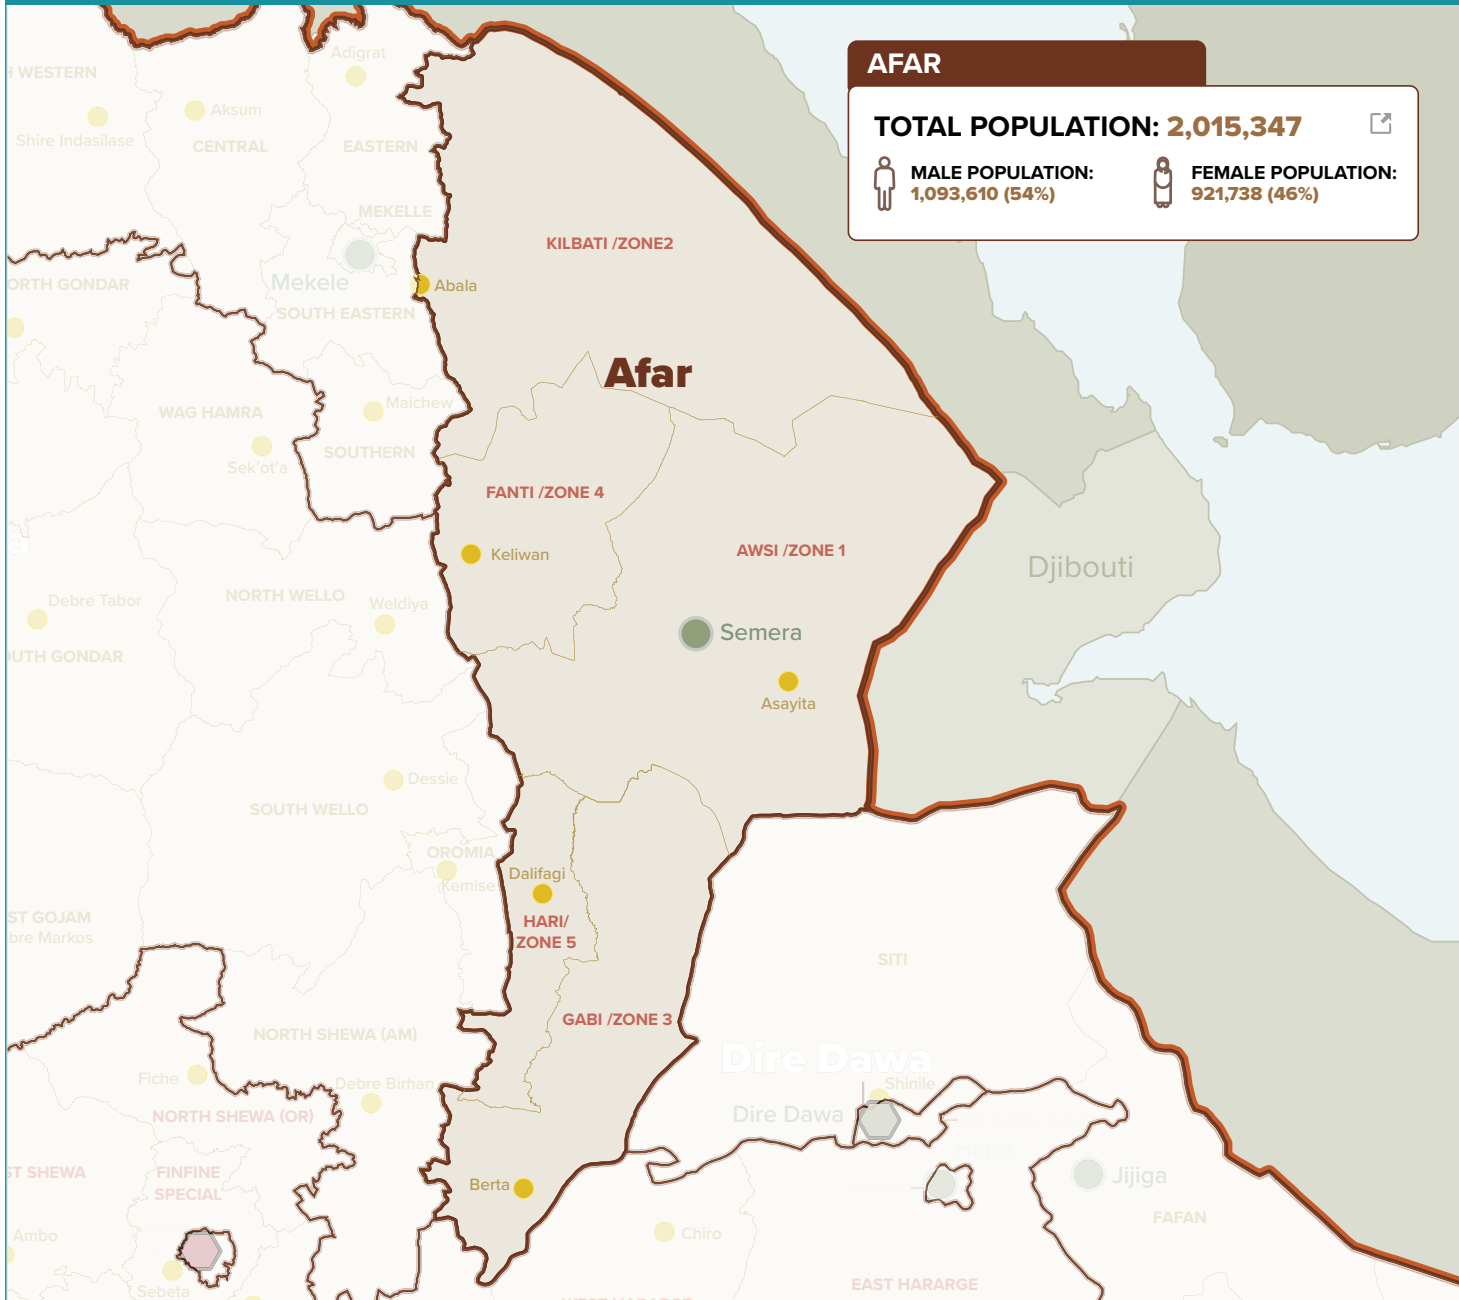 AFAR
TOTAL POPULATION: 2,015,347
MALE POPULATION:
1,093,610 (54%)
FEMALE POPULATION:
921,738 (46%)
Adigrat
WESTERN
Aksum
Shire Indasilase
CENTRAL
EASTERN
MEKELLE
KILBATI /ZONE2
Mekele
ORTH GONDAR
Abala
SOUTH EASTERN
Afar
Maichew
WAG HAMRA
SOUTHERN
Sek'ot'a
FANTI /ZONE 4
AWSI /ZONE 1
Keliwan
Djibouti
NORTH WELLO
Debre Tabor
Weldiya
Semera
OUTH GONDAR
Asayita
Dessie
SOUTH WELLO
OROMIA
Dalifagi
Kemise
ST GOJAM
HARI/
ZONE 5
bre Markos
SITI
GABI /ZONE 3
NORTH SHEWA (AM)
Dire Dawa
Fiche
Debre Birhan
Shinile
NORTH SHEWA (OR)
Dire Dawa
Harar
ST SHEWA
FINFINE
SPECIAL
Jijiga
Berta
FAFAN
Ambo
Chiro
EAST HARARGE
Sebeta
WEST HARARGE